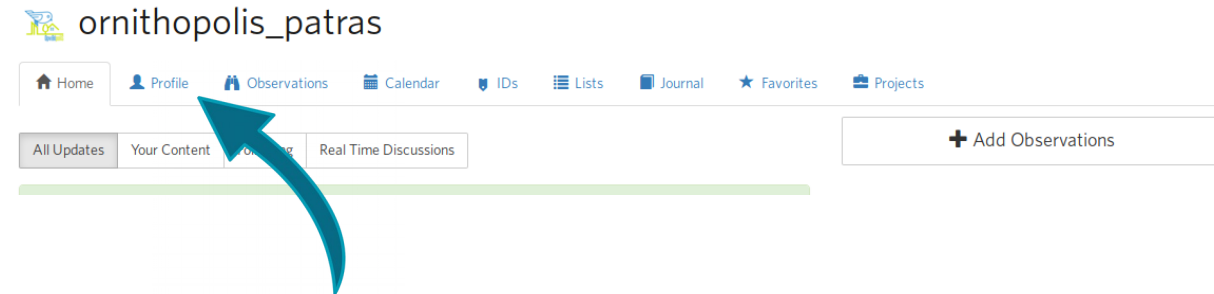 ornithopolis_patras
Home Profile Observations Calendar IDs Lists Journal Favorites Projects
All Updates Your Content Real Time Discussions
Add Observations